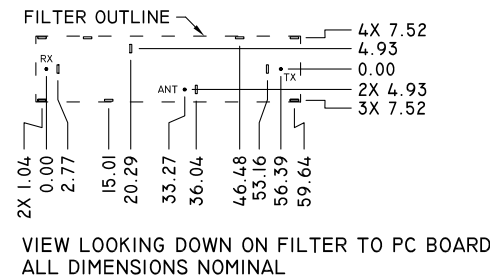 FILTER OUTLINE
4X 7.52
4.93
RX
0.00
TX
ANT
2X 4.93
3X 7.52
2X 1.04
0.00
2.77
15.01
20.29
33.27
36.04
46.48
53.16
56.39
59.64
VIEW LOOKING DOWN ON FILTER TO PC BOARD
ALL DIMENSIONS NOMINAL